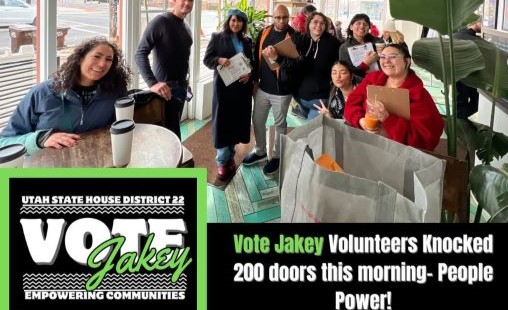 UTAH STATE HOUSE DISTRICT 22
VOTE
Jakey
EMPOWERING COMMUNITIES
Vote Jakey Volunteers Knocked
200 doors this morning- People
Power!